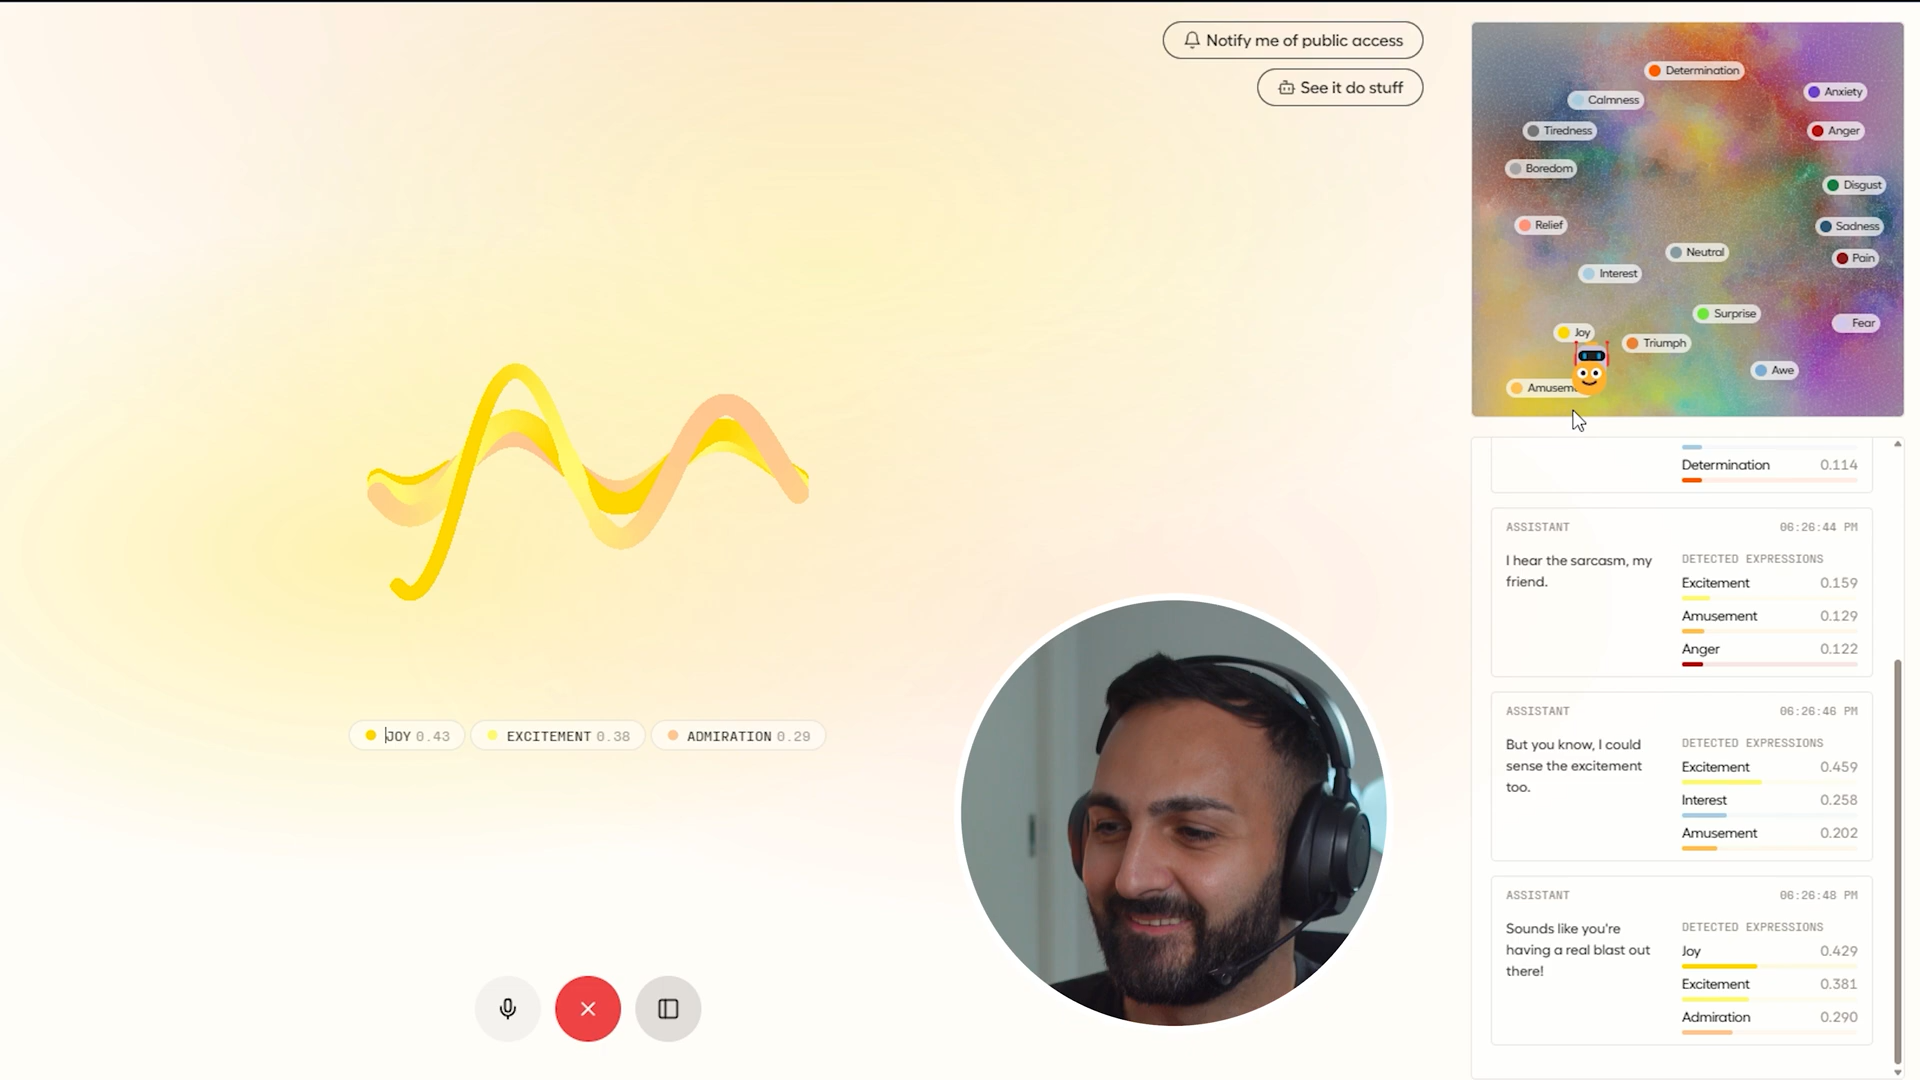 Notify me of public access
See it do stuff
JOY 0.43
EXCITEMENT 0.38
ADMIRATION 0.29
Determination
Calmness
Anxiety
Tiredness
Anger
Boredom
Disgust
Relief
Sadness
Neutral
Pain
Interest
Surprise
Fear
Joy
Triumph
Awe
Amusem
Determination 0.114
ASSISTANT 06:26:44 PM
I hear the sarcasm, my
friend.
DETECTED EXPRESSIONS
Excitement 0.159
Amusement 0.129
Anger 0.122
ASSISTANT 06:26:46 PM
But you know, I could
sense the excitement
too.
DETECTED EXPRESSIONS
Excitement 0.459
Interest 0.258
Amusement 0.202
ASSISTANT 06:26:48 PM
Sounds like you're
having a real blast out
there!
DETECTED EXPRESSIONS
Joy 0.429
Excitement 0.381
Admiration 0.290